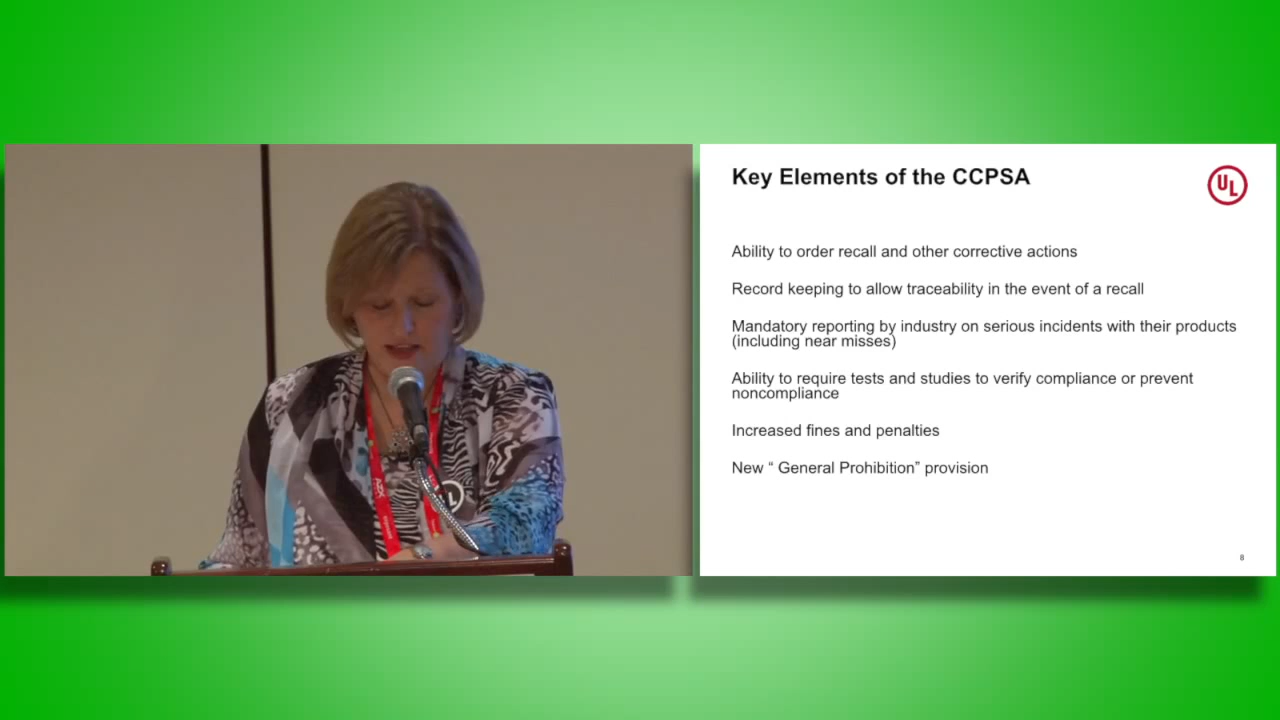 Key Elements of the CCPSA
UL
Ability to order recall and other corrective actions
Record keeping to allow traceability in the event of a recall
Mandatory reporting by industry on serious incidents with their products
(including near misses)
Ability to require tests and studies to verify compliance or prevent
noncompliance
Increased fines and penalties
New “ General Prohibition” provision
8